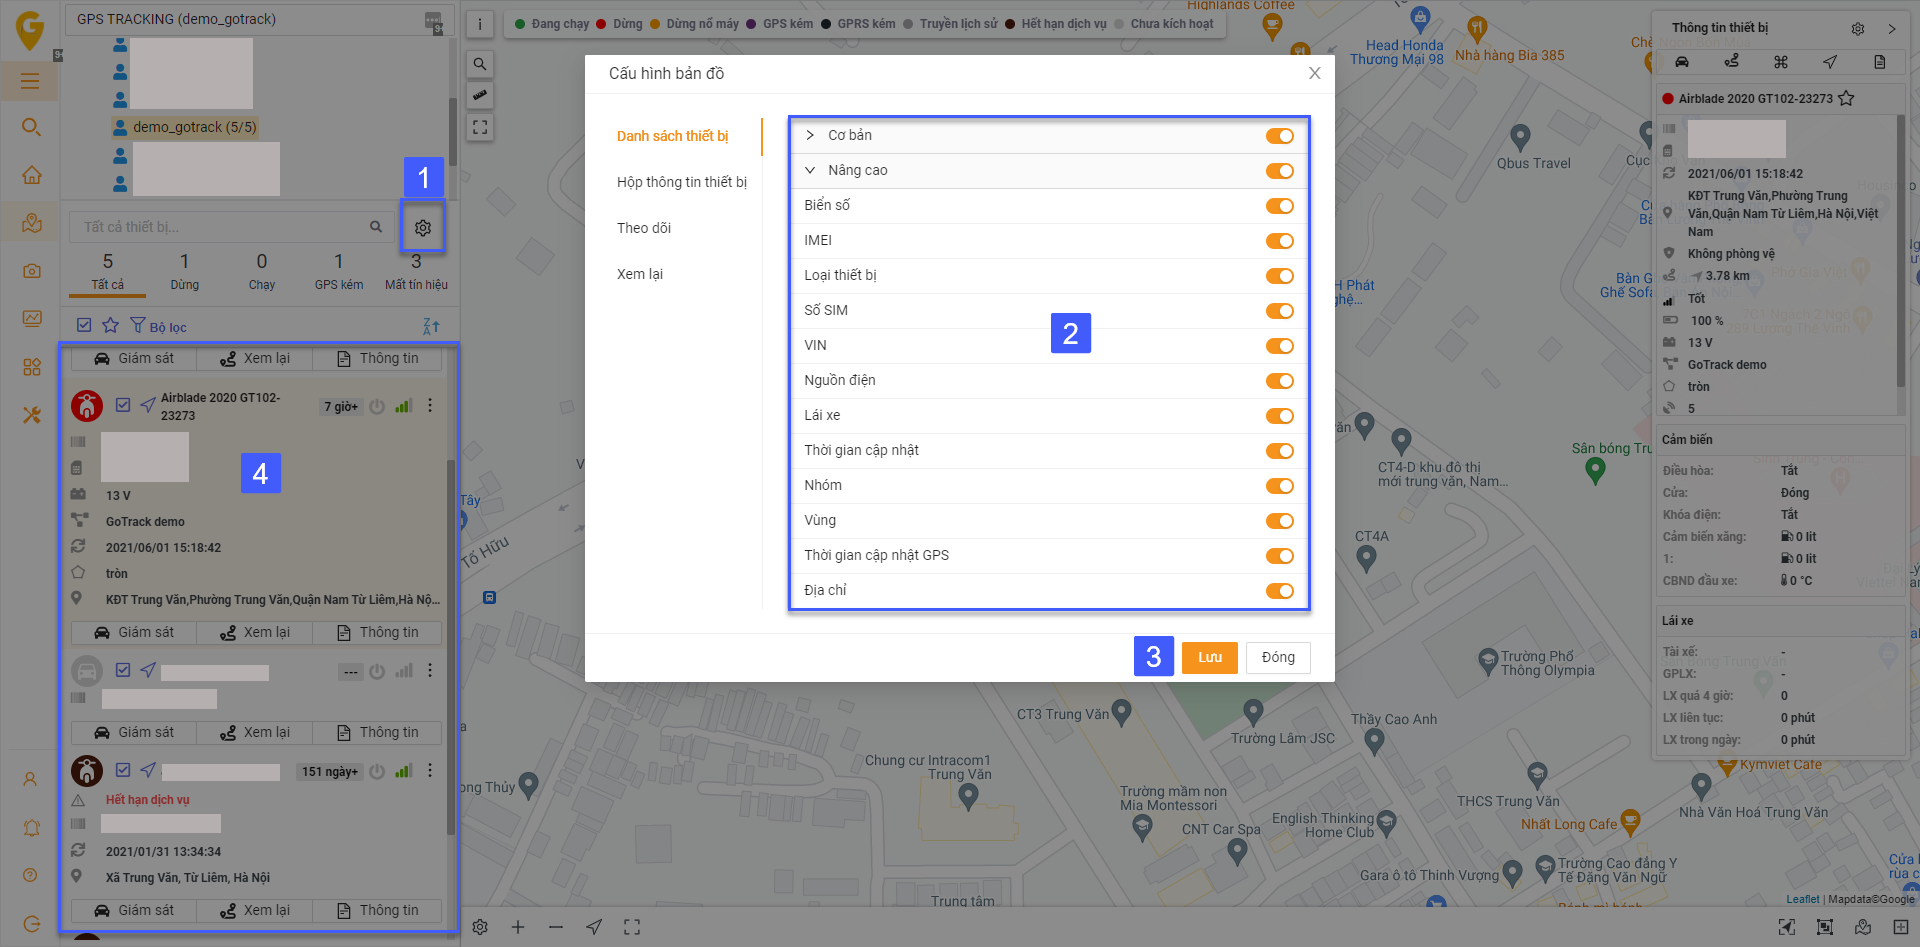 GPS TRACKING (demo_gotrack)
9+
9+
demo_gotrack (5/5)
1
Tất cả thiết bị...
5
Tất cả
1
Dừng
0
Chạy
1
GPS kém
3
Mất tín hiệu
Bộ lọc
Giám sát
Xem lại
Thông tin
Airblade 2020 GT102-
23273
7 giờ+
4
13 V
GoTrack demo
2021/06/01 15:18:42
tròn
KĐT Trung Văn,Phường Trung Văn,Quận Nam Từ Liêm,Hà Nộ...
Giám sát
Xem lại
Thông tin
---
Giám sát
Xem lại
Thông tin
151 ngày+
Hết hạn dịch vụ
2021/01/31 13:34:34
Xã Trung Văn, Từ Liêm, Hà Nội
Giám sát
Xem lại
Thông tin
i
Đang chạy
Dừng
Dừng nổ máy
GPS kém
GPRS kém
Truyền lịch sử
Hết hạn dịch vụ
Chưa kích hoạt
Cấu hình bản đồ
Danh sách thiết bị
Hộp thông tin thiết bị
Theo dõi
Xem lại
Cơ bản
Nâng cao
Biển số
IMEI
Loại thiết bị
Số SIM
2
VIN
Nguồn điện
Lái xe
Thời gian cập nhật
Nhóm
Vùng
Thời gian cập nhật GPS
Địa chỉ
3
Lưu
Đóng
Highlands Coffee
Head Honda
Thương Mại 98
Nhà hàng Bia 385
Qbus Travel
H Phát
CT4-D khu đô thị
mới trung văn, Nam...
Sân bóng Tru
CT4A
Tố Hữu
Tây
ong Thủy
Trường Phổ
Thông Olympia
CT3 Trung Văn
Trường Lâm JSC
Thầy Cao Anh
Chung cư Intracom1
Trung Văn
Trường mầm non
Mia Montessori
CNT Car Spa
English Thinking
Home Club
THCS Trung Văn
Nhất Long Cafe
Kymviet Cafe
Nhà Văn Hoá Trung Văn
Gara ô tô Thinh Vượng
Trường Cao đẳng Y
Tế Đặng Văn Ngữ
Trung tâm
Bánh mì bánh
Cửa l
rùa c
Leaflet | Mapdata©Google
Thông tin thiết bị
Airblade 2020 GT102-23273
2021/06/01 15:18:42
KĐT Trung Văn,Phường Trung
Văn,Quận Nam Từ Liêm,Hà Nội,Việt
Nam
Không phòng vệ
3.78 km
Tốt
100 %
13 V
GoTrack demo
tròn
5
Cảm biến
Điều hòa: Tắt
Cửa: Đóng
Khóa điện: Tắt
Cảm biến xăng: 0 lit
1: 0 lit
CBND đầu xe: 0 °C
Lái xe
Tài xế: -
GPLX: -
LX quá 4 giờ: 0
LX liên tục: 0 phút
LX trong ngày: 0 phút